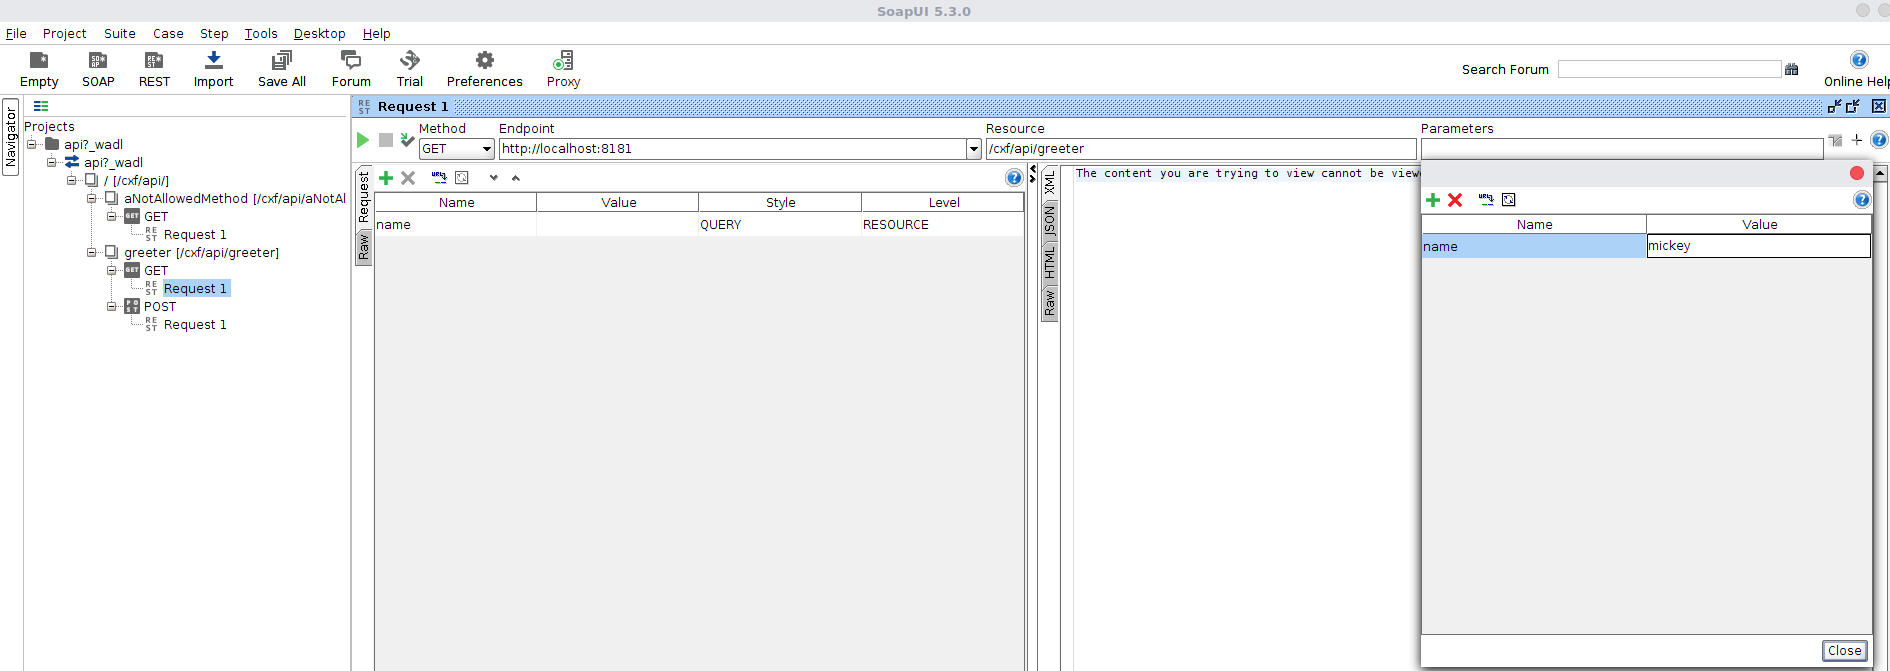 SoapUI 5.3.0
File Project Suite Case Step Tools Desktop Help
Empty SOAP REST Import Save All Forum Trial Preferences Proxy
Search Forum
Online Help
Navigator
Projects
api?_wadl
api?_wadl
/ [/cxf/api/]
aNotAllowedMethod [/cxf/api/aNotAl
GET
Request 1
greeter [/cxf/api/greeter]
GET
Request 1
POST
Request 1
Request 1
Method Endpoint Resource Parameters
GET http://localhost:8181 /cxf/api/greeter
Request
Raw
Name Value Style Level
name QUERY RESOURCE
XML
JSON
HTML
Raw
The content you are trying to view cannot be view
Name Value
name mickey
Close